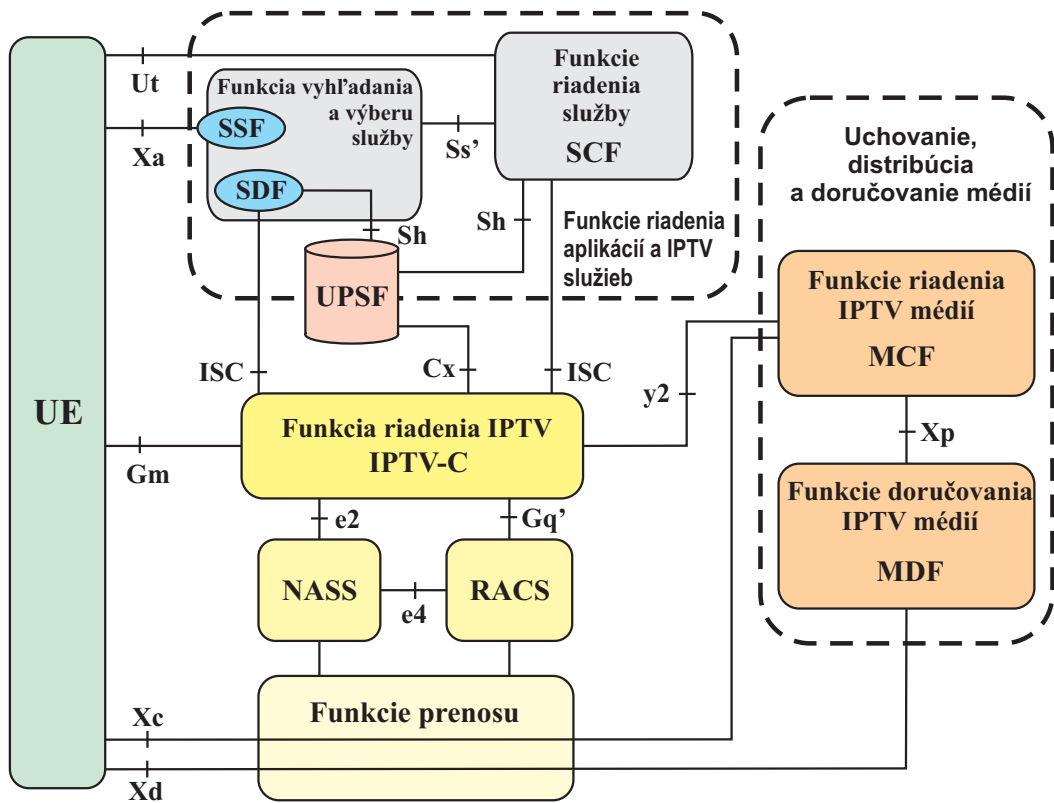 UE
Ut
Xa
Gm
Xc
Xd
Funkcia vyhľadania
a výberu
služby
SSF
SDF
Ss’
Funkcie
riadenia
služby
SCF
Sh
Sh
UPSF
Funkcie riadenia
aplikácií a IPTV
služieb
ISC
Cx
ISC
y2
Funkcia riadenia IPTV
IPTV-C
e2
Gq’
NASS
e4
RACS
Funkcie prenosu
Uchovanie,
distribúcia
a doručovanie médií
Funkcie riadenia
IPTV médií
MCF
Xp
Funkcie doručovania
IPTV médií
MDF